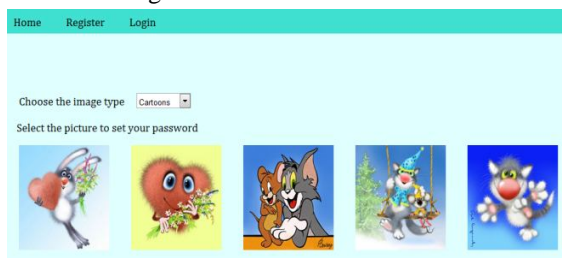 Home Register Login
Choose the image type Cartoons
Select the picture to set your password